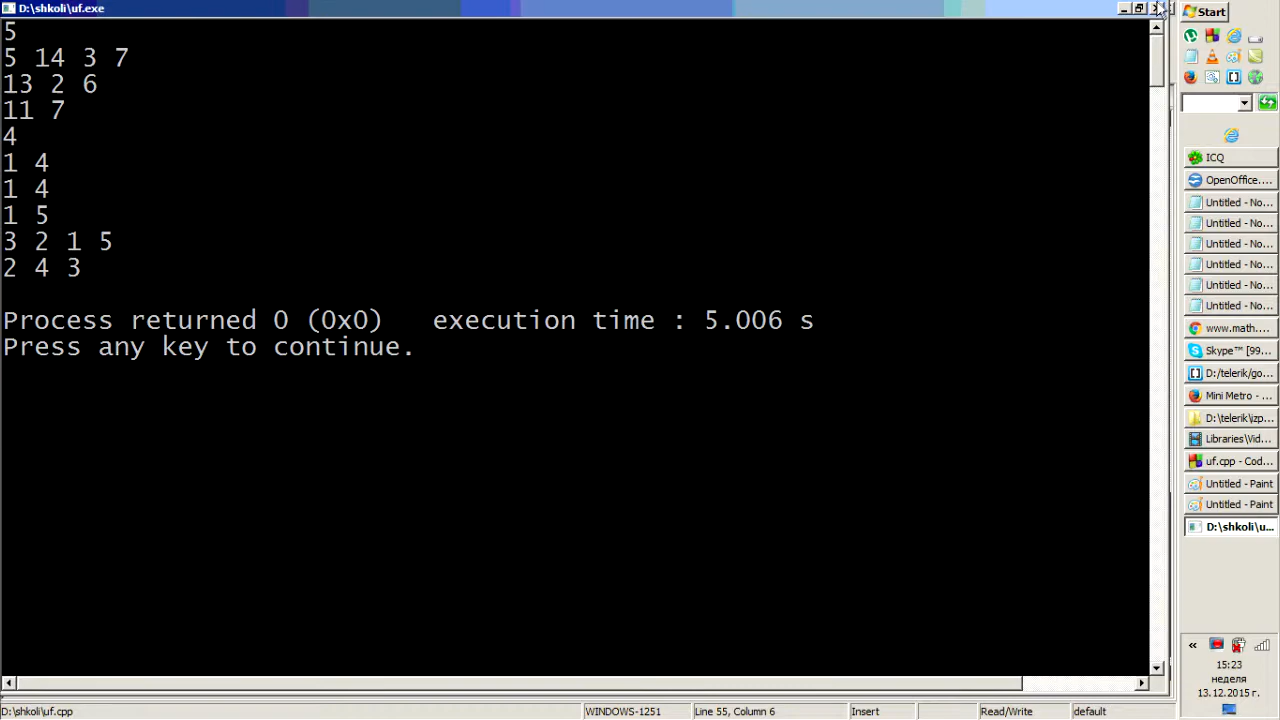 D:\shkoli\uf.exe
5
5 14 3 7
13 2 6
11 7
4
1 4
1 4
1 5
3 2 1 5
2 4 3
Process returned 0 (0x0)   execution time : 5.006 s
Press any key to continue.
Start
ICQ
OpenOffice....
Untitled - No...
Untitled - No...
Untitled - No...
Untitled - No...
Untitled - No...
Untitled - No...
www.math....
Skype™ [99...
D:/telerik/go...
Mini Metro - ...
D:\telerik\izp...
Libraries\Vid...
uf.cpp - Cod...
Untitled - Paint
Untitled - Paint
D:\shkoli\u...
«
15:23
неделя
13.12.2015 г.
D:\shkoli\uf.cpp
WINDOWS-1251
Line 55, Column 6
Insert
Read/Write
default